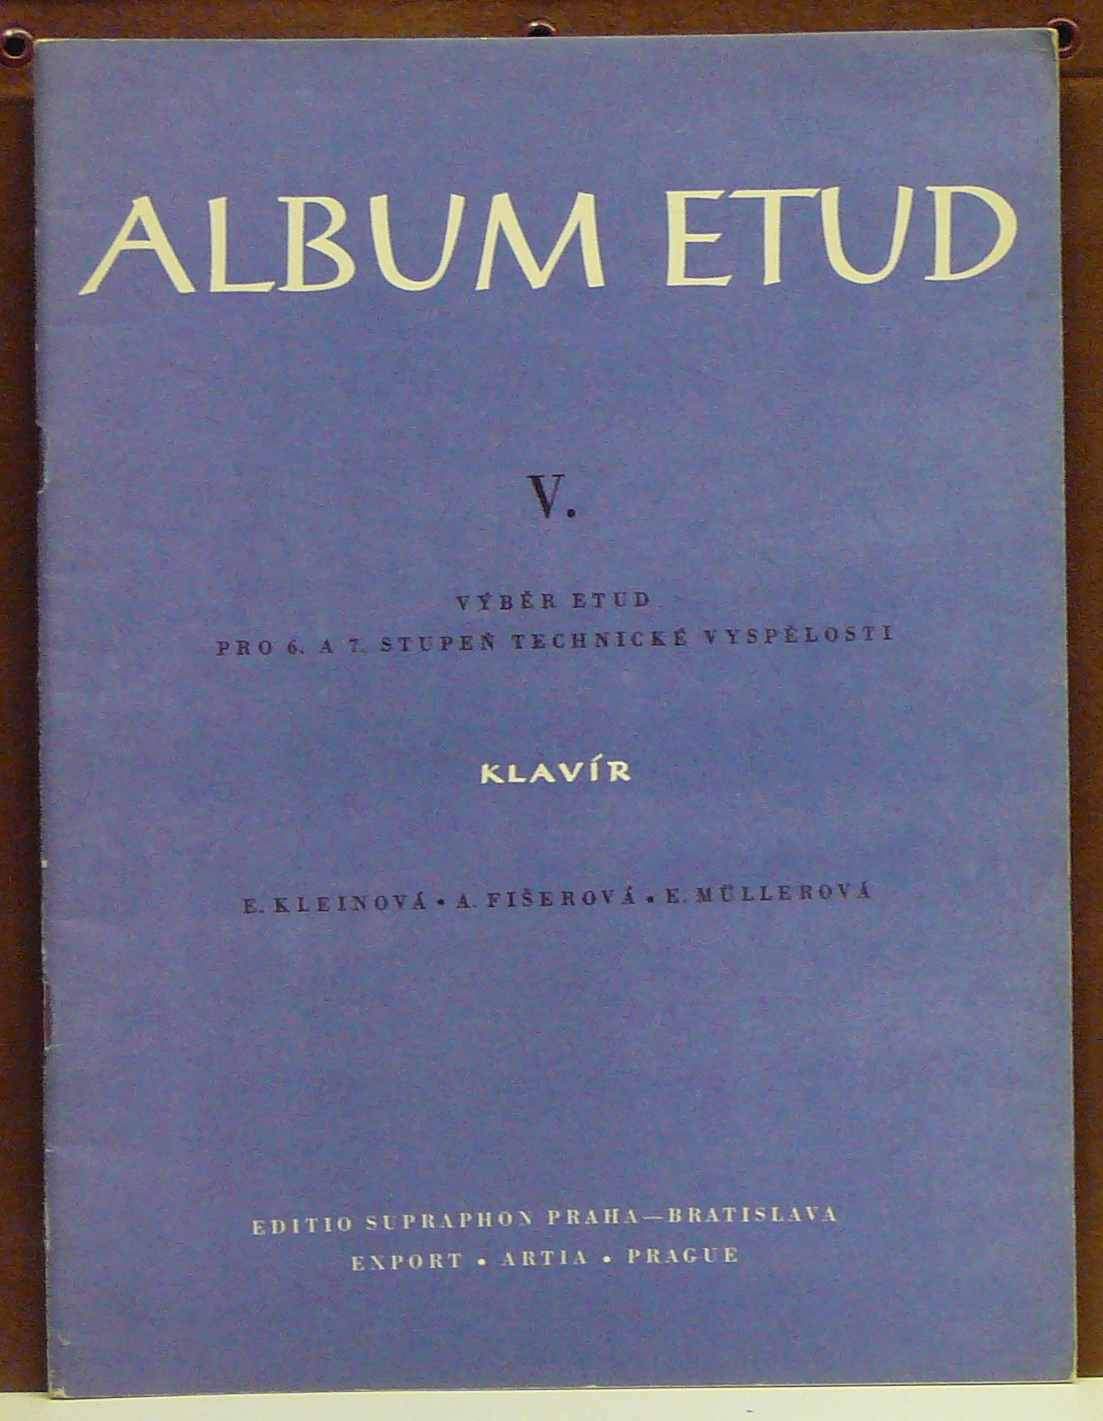 ALBUM ETUD
V.
VÝBĚR ETUD
PRO 6. A 7. STUPEŇ TECHNICKÉ VYSPĚLOSTI
KLAVÍR
E. KLEINOVÁ • A. FIŠEROVÁ • E. MÜLLEROVÁ
EDITIO SUPRAPHON PRAHA—BRATISLAVA
EXPORT • ARTIA • PRAGUE